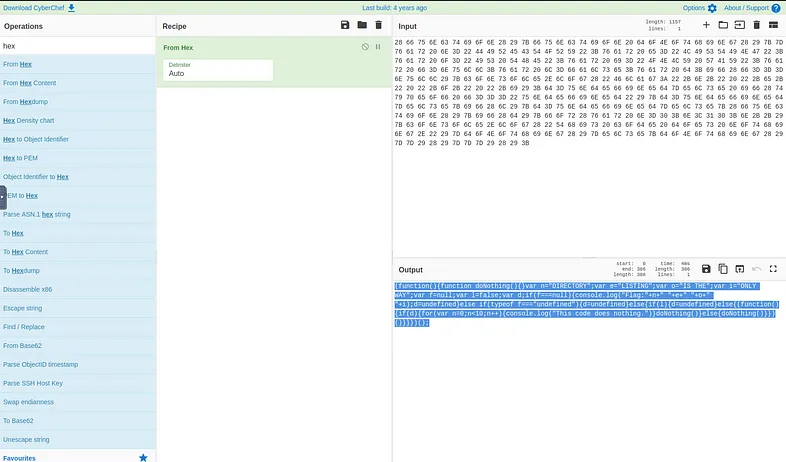 Download CyberChef
Last build: 4 years ago
Options
About / Support
Operations
Recipe
Input
length: 1157
lines: 1
hex
From Hex
From Hex Content
From Hexdump
Hex Density chart
Hex to Object Identifier
Hex to PEM
Object Identifier to Hex
PEM to Hex
Parse ASN.1 hex string
To Hex
To Hex Content
To Hexdump
Disassemble x86
Escape string
Find / Replace
From Base62
Parse ObjectID timestamp
Parse SSH Host Key
Swap endianness
To Base62
Unescape string
Favourites
From Hex
Delimiter
Auto
28 66 75 6E 63 74 69 6F 6E 28 29 7B 66 75 6E 63 74 69 6F 6E 20 64 6F 4E 6F 74 68 69 6E 67 28 29 7B 7D
76 61 72 20 6E 3D 22 44 49 52 45 43 54 4F 52 59 22 3B 76 61 72 20 65 3D 22 4C 49 53 54 49 4E 47 22 3B
76 61 72 20 6F 3D 22 49 53 20 54 48 45 22 3B 76 61 72 20 69 3D 22 4F 4E 4C 59 20 57 41 59 22 3B 76 61
72 20 66 3D 6E 75 6C 6C 3B 76 61 72 20 6C 3D 66 61 6C 73 65 3B 76 61 72 20 64 3B 69 66 28 66 3D 3D 3D
6E 75 6C 6C 29 7B 63 6F 6E 73 6F 6C 65 2E 6C 6F 67 28 22 46 6C 61 67 3A 22 2B 6E 2B 22 20 22 2B 65 2B
22 20 22 2B 6F 2B 22 20 22 2B 69 29 3B 64 3D 75 6E 64 65 66 69 6E 65 64 7D 65 6C 73 65 20 69 66 28 74
79 70 65 6F 66 20 66 3D 3D 3D 22 75 6E 64 65 66 69 6E 65 64 22 29 7B 64 3D 75 6E 64 65 66 69 6E 65 64
7D 65 6C 73 65 7B 69 66 28 6C 29 7B 64 3D 75 6E 64 65 66 69 6E 65 64 7D 65 6C 73 65 7B 28 66 75 6E 63
74 69 6F 6E 28 29 7B 69 66 28 64 29 7B 66 6F 72 28 76 61 72 20 6E 3D 30 3B 6E 3C 31 30 3B 6E 2B 2B 29
7B 63 6F 6E 73 6F 6C 65 2E 6C 6F 67 28 22 54 68 69 73 20 63 6F 64 65 20 64 6F 65 73 20 6E 6F 74 68 69
6E 67 2E 22 29 7D 64 6F 4E 6F 74 68 69 6E 67 28 29 7D 65 6C 73 65 7B 64 6F 4E 6F 74 68 69 6E 67 28 29
7D 7D 29 28 29 7D 7D 7D 29 28 29 3B
Output
start: 0
end: 386
length: 386
time: 4ms
length: 386
lines: 1
(function(){function doNothing(){}var n="DIRECTORY";var e="LISTING";var o="IS THE";var i="ONLY
WAY";var f=null;var l=false;var d;if(f===null){console.log("Flag:"+n+" "+e+" "+o+"
"+i);d=undefined}else if(typeof f==="undefined"){d=undefined}else{if(l){d=undefined}else{(function()
{if(d){for(var n=0;n<10;n++){console.log("This code does nothing.")}doNothing()}else{doNothing()}})
()}}})();